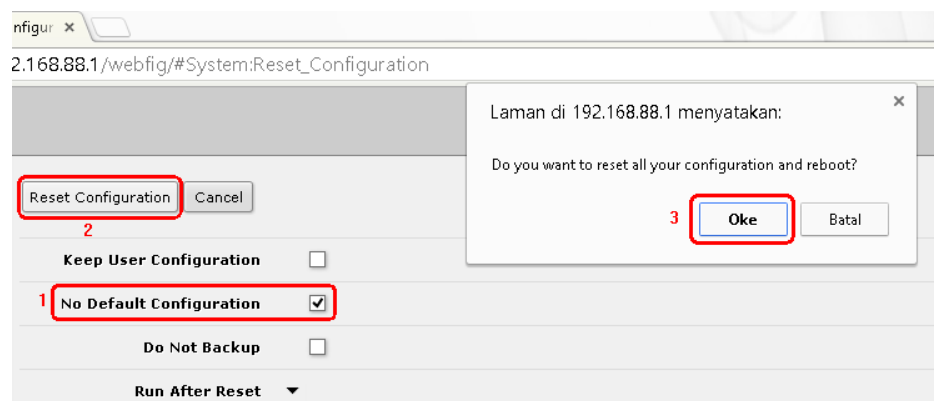 nfigur ×
2.168.88.1/webfig/#System:Reset_Configuration
Laman di 192.168.88.1 menyatakan: ×
Do you want to reset all your configuration and reboot?
3 Oke Batal
Reset Configuration Cancel
2
Keep User Configuration
1 No Default Configuration
Do Not Backup
Run After Reset